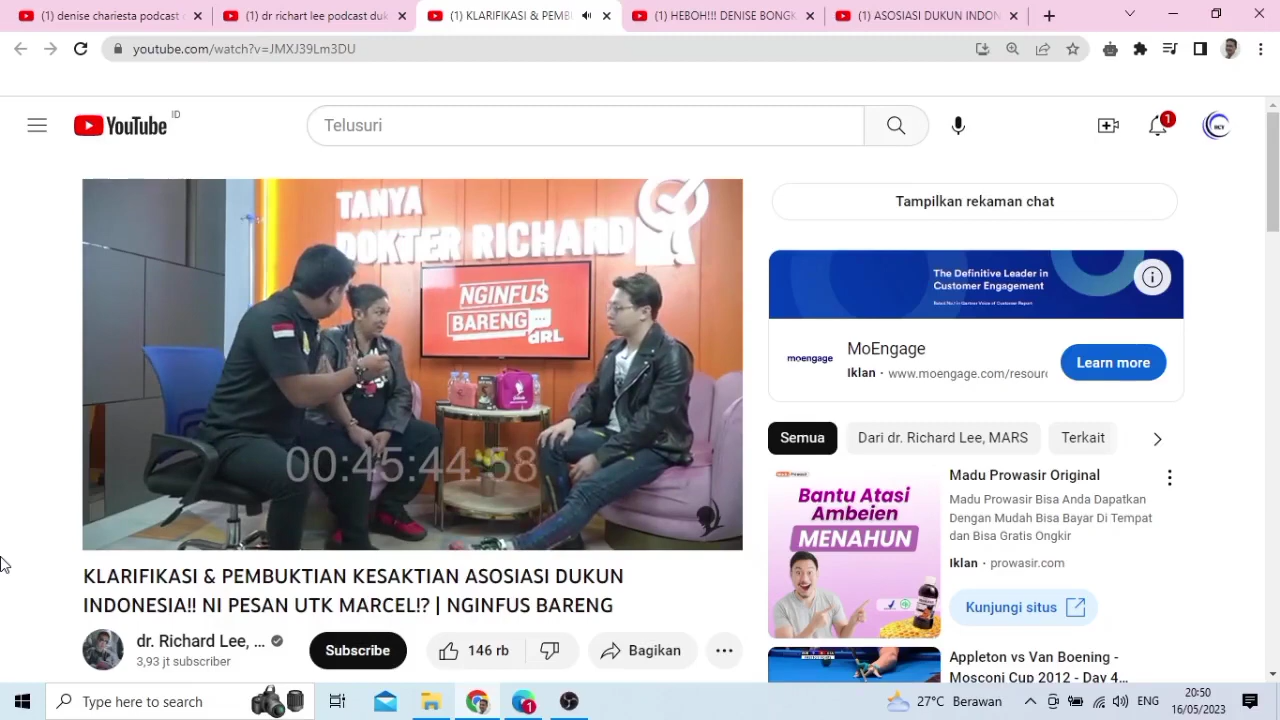 (1) denise podcast
(1) denise podcast duk
(1) KLARIFIKASI & PEMB
(1) HEBOH!! DENISE BONGK
(1) ASOSIASI DUKUN INDON
youtube.com/watch?v=JMXJ39Lm3DU
YouTube ID
Telusuri
1
TANYA
DOKTER RICHARD
NGINFUS
BARENG
DRL
00:45:44.58
KLARIFIKASI & PEMBUKTIAN KESAKTIAN ASOSIASI DUKUN
INDONESIA!! NI PESAN UTK MARCEL!? | NGINFUS BARENG
dr. Richard Lee, ...
3,93 jt subscriber
Subscribe
146 rb
Bagikan
Tampilkan rekaman chat
The Definitive Leader in
Customer Engagement
moengage
MoEngage
Iklan · www.moengage.com/resourc
Learn more
Semua
Dari dr. Richard Lee, MARS
Terkait
Bantu Atasi
Ambeien
MENAHUN
Madu Prowasir Original
Madu Prowasir Bisa Anda Dapatkan
Dengan Mudah Bisa Bayar Di Tempat
dan Bisa Gratis Ongkir
Iklan · prowasir.com
Kunjungi situs
Appleton vs Van Boening -
Mosconi Cup 2012 - Day 4...
Type here to search
1
27°C Berawan
ENG
20:50
16/05/2023